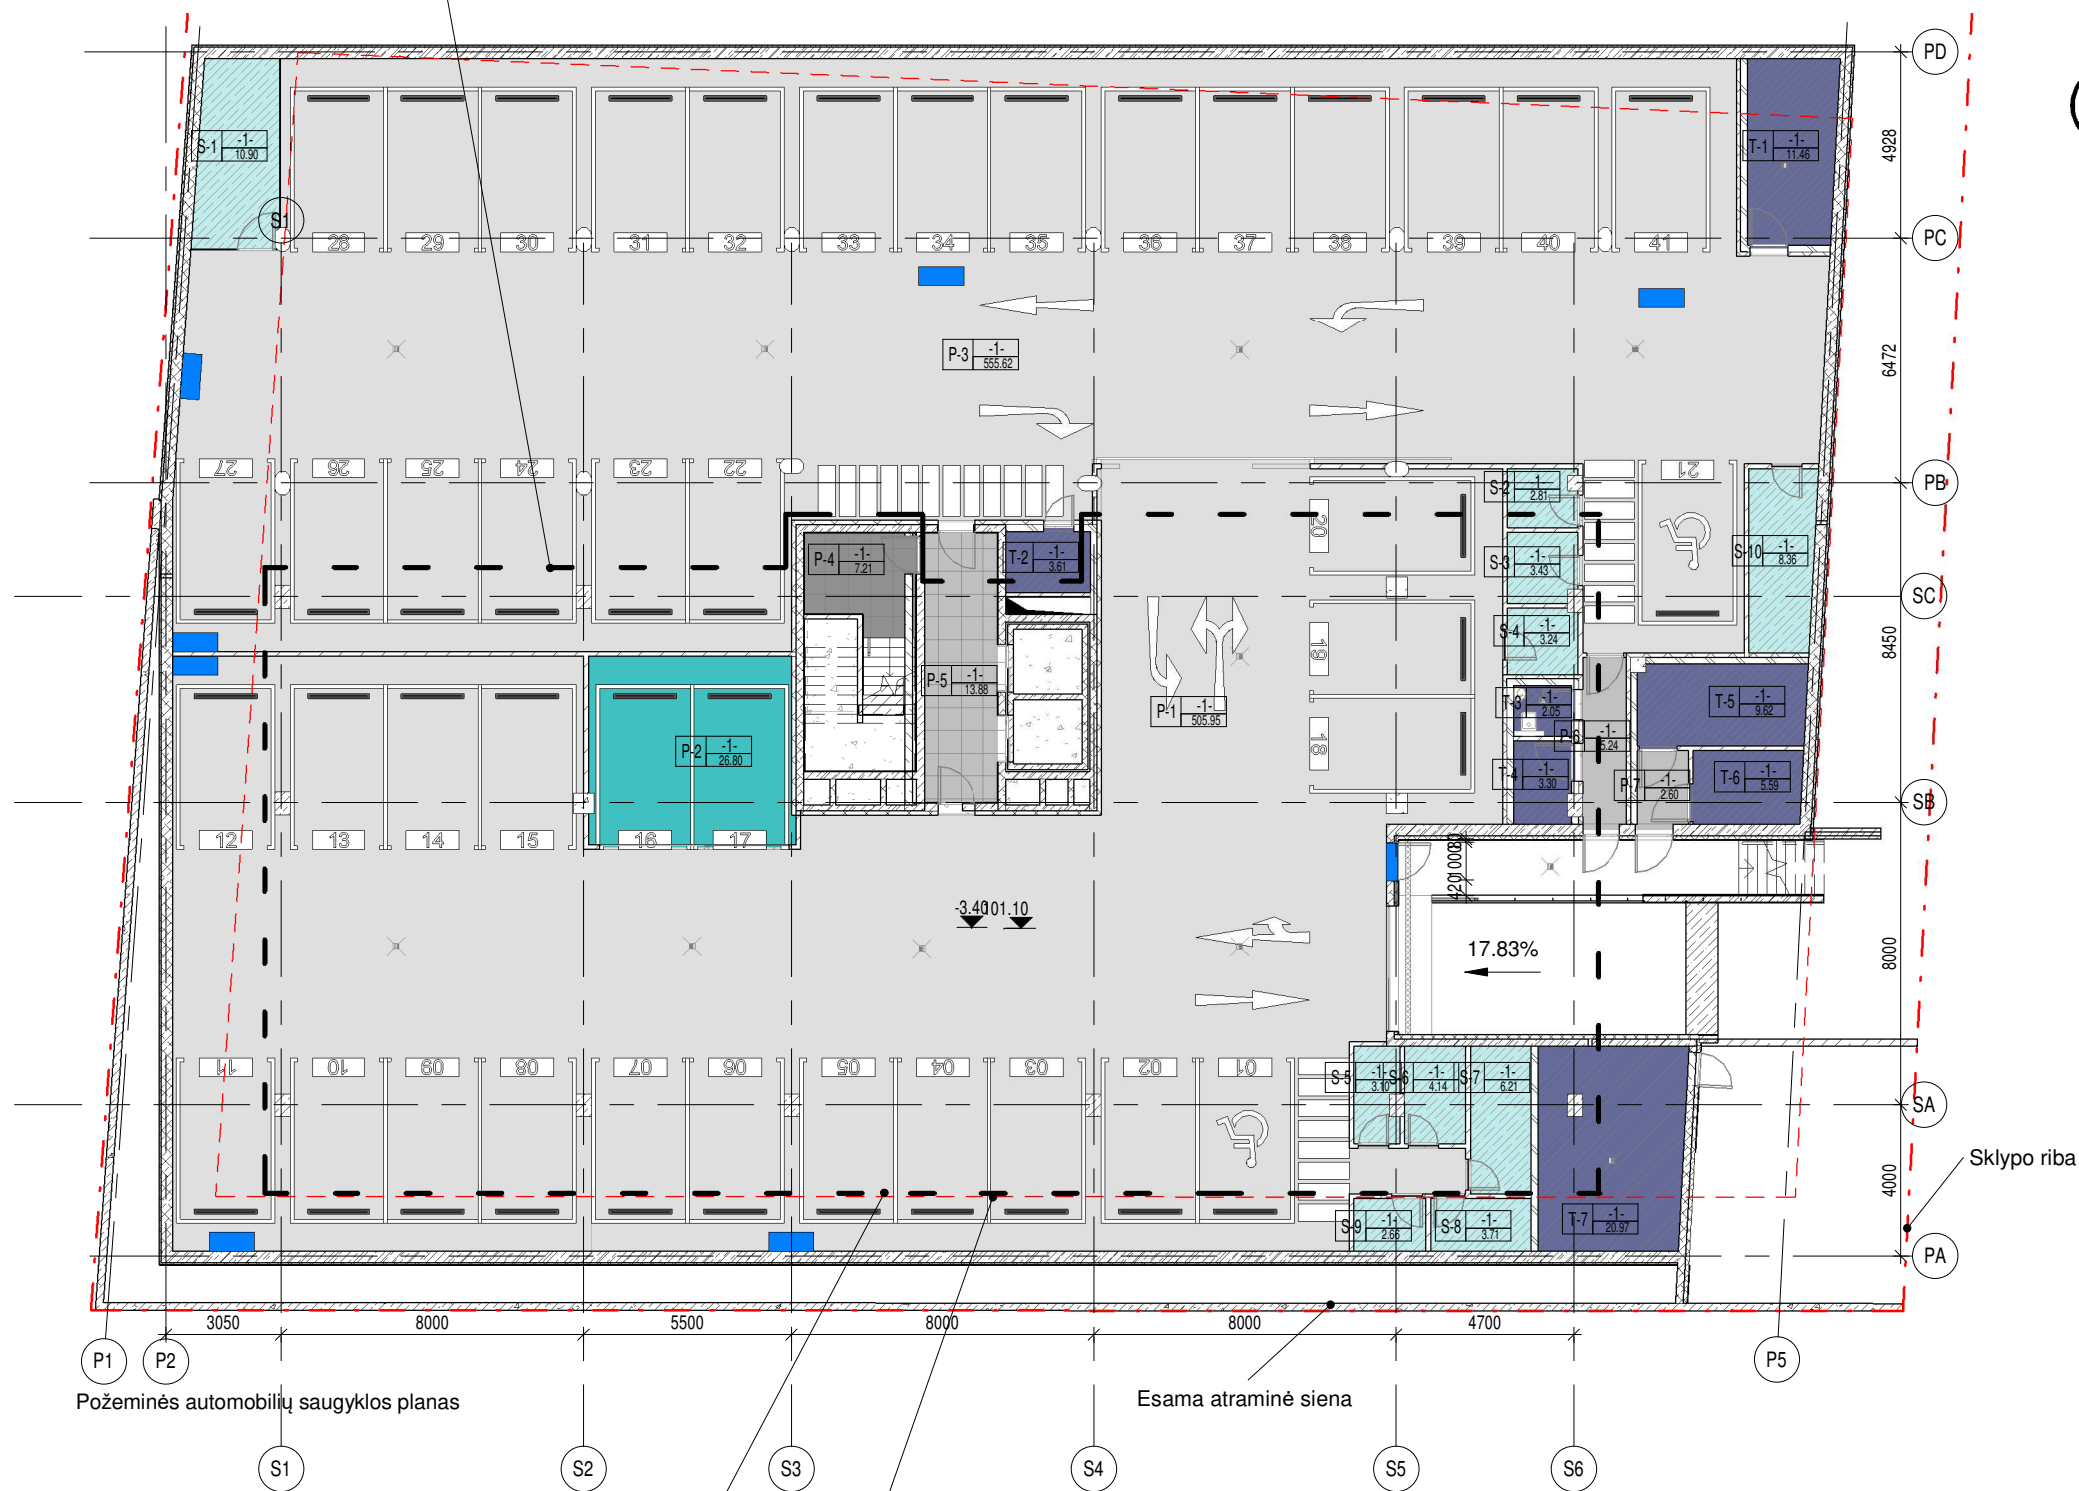 PD
S-1 -1- 10.90
T-1 -1- 11.46
4928
S1
28 29 30 31 32 33 34 35 36 37 38 39 40 41
PC
P-3 -1- 555.62
6472
27 26 25 24 23 22
21
PB
S-2 -1- 2.81
20
P-4 -1- 7.21
T-2 -1- 3.61
S-3 -1- 3.43
S-10 -1- 8.36
SC
S-4 -1- 3.24
19
8450
P-5 -1- 13.88
P-1 -1- 505.95
T-3 -1- 2.05
T-5 -1- 9.62
P-2 -1- 26.80
18
P-6 -1- 5.24
T-4 -1- 3.30
P-7 -1- 2.60
T-6 -1- 5.59
SB
12 13 14 15 16 17
80
1000
420
-3.40 101.10
17.83%
8000
11 10 09 08 07 06 05 04 03 02 01
S-5 -1- 3.10
S-6 -1- 4.14
S-7 -1- 6.21
SA
Sklypo riba
4000
S-9 -1- 2.66
S-8 -1- 3.71
T-7 -1- 20.97
PA
3050 8000 5500 8000 8000 4700
P1 P2 P5
Požeminės automobilių saugyklos planas
Esama atraminė siena
S1 S2 S3 S4 S5 S6